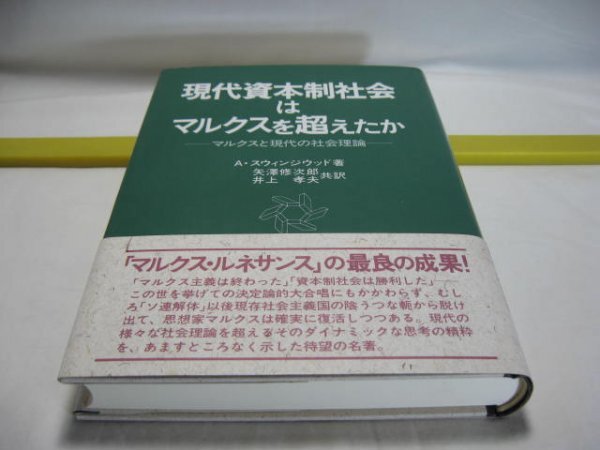 現代資本制社会
は
マルクスを超えたか
―マルクスと現代の社会理論―
A・スウィンジウッド著
矢澤修次郎
井上 孝夫
共訳
「マルクス・ルネサンス」の最良の成果!
「マルクス主義は終わった」「資本制社会は勝利した」――
この世を挙げての決定論的大合唱にもかかわらず、むし
ろ「ソ連解体」以後現存社会主義国の陰うつな軛から脱け
出て、思想家マルクスは確実に復活しつつある。現代の
様々な社会理論を超えるそのダイナミックな思考の精粋
を、あますところなく示した待望の名著。